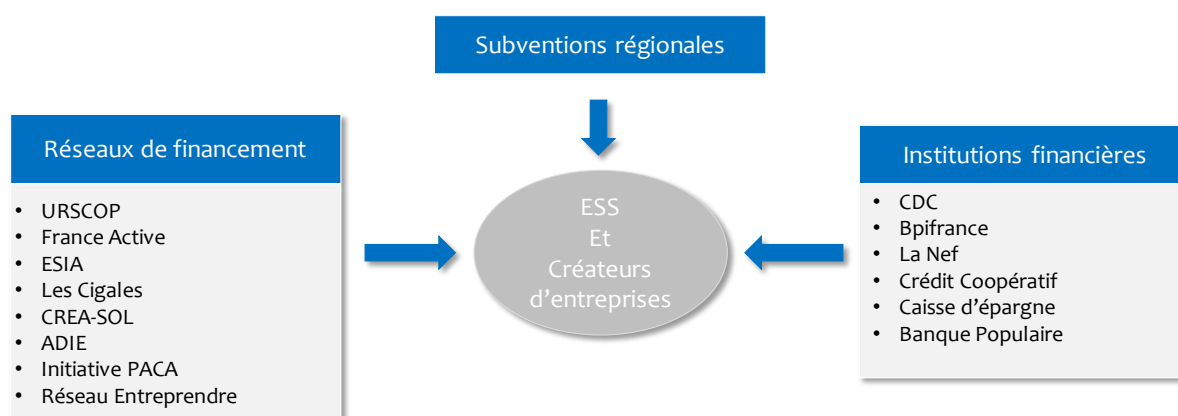 Subventions régionales
Réseaux de financement
• URSCOP
• France Active
• ESIA
• Les Cigales
• CREA-SOL
• ADIE
• Initiative PACA
• Réseau Entreprendre
ESS
Et
Créateurs
d’entreprises
Institutions financières
• CDC
• Bpifrance
• La Nef
• Crédit Coopératif
• Caisse d’épargne
• Banque Populaire